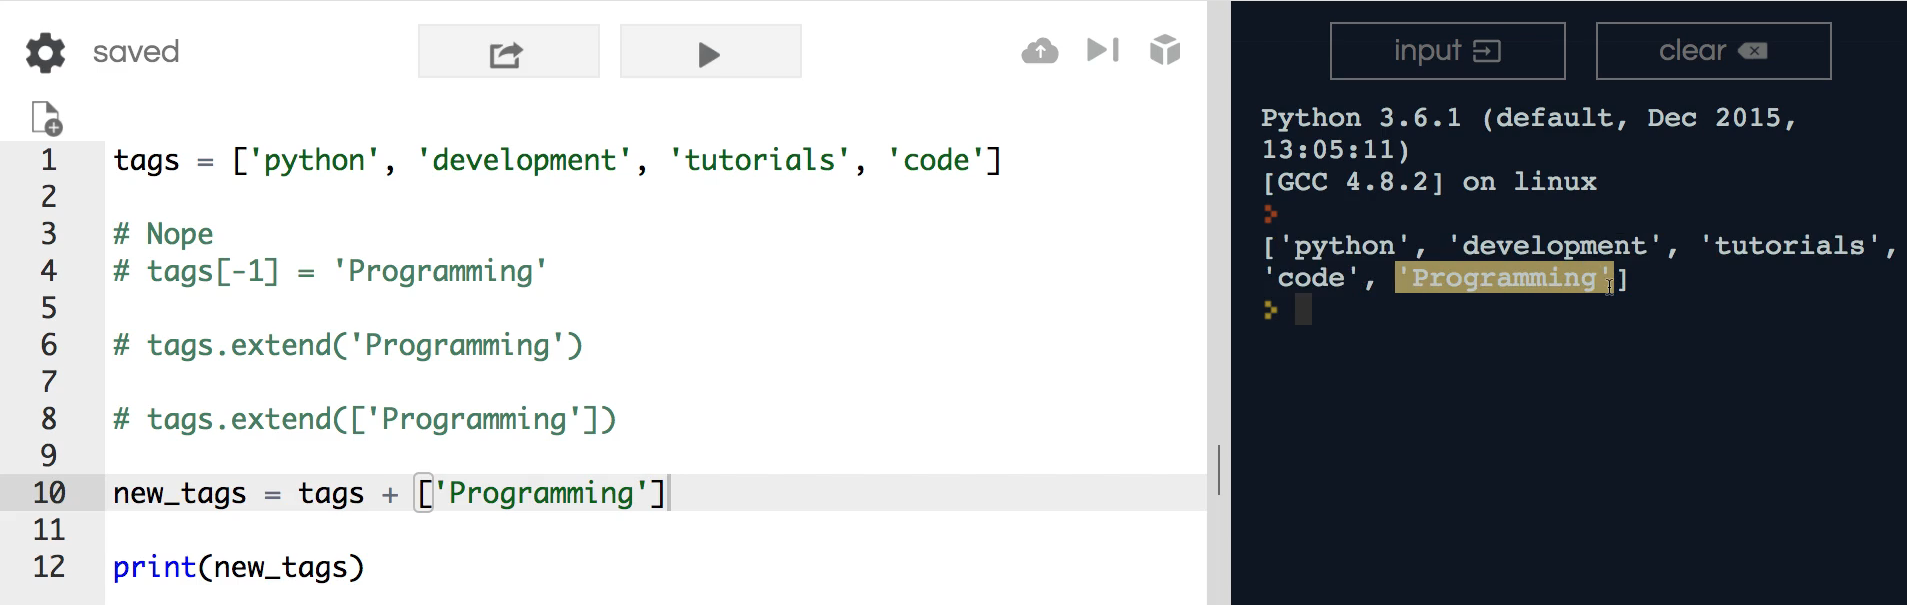 saved
1 tags = ['python', 'development', 'tutorials', 'code']
2
3 # Nope
4 # tags[-1] = 'Programming'
5
6 # tags.extend('Programming')
7
8 # tags.extend(['Programming'])
9
10 new_tags = tags + ['Programming']
11
12 print(new_tags)
input
clear
Python 3.6.1 (default, Dec 2015,
13:05:11)
[GCC 4.8.2] on linux
['python', 'development', 'tutorials',
'code', 'Programming']